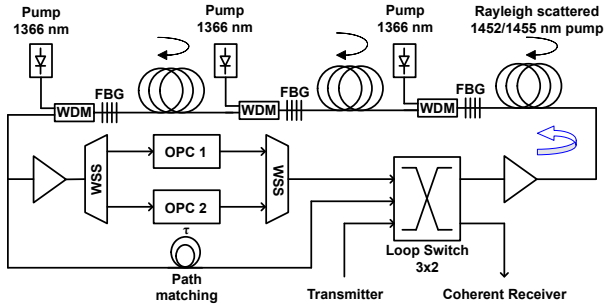 Pump
1366 nm
Pump
1366 nm
Pump
1366 nm
Rayleigh scattered
1452/1455 nm pump
WDM
FBG
WDM
FBG
WDM
FBG
WSS
OPC 1
OPC 2
WSS
τ
Path
matching
Transmitter
Loop Switch
3x2
Coherent Receiver